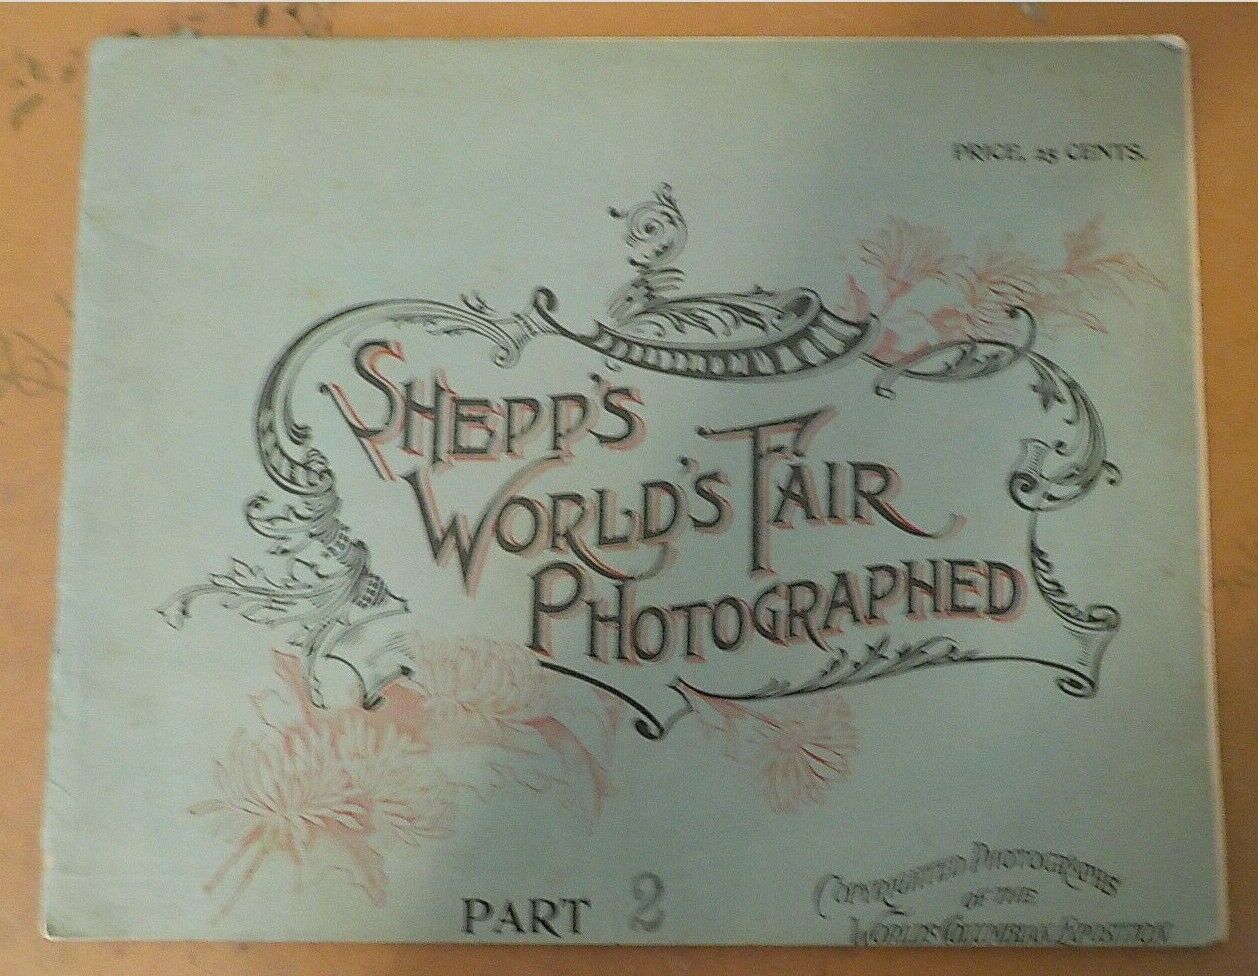 PRICE, 25 CENTS.
SHEPP'S
WORLD'S FAIR
PHOTOGRAPHED
PART 2
COPYRIGHTED PHOTOGRAPHS
OF THE
WORLD'S COLUMBIAN EXPOSITION